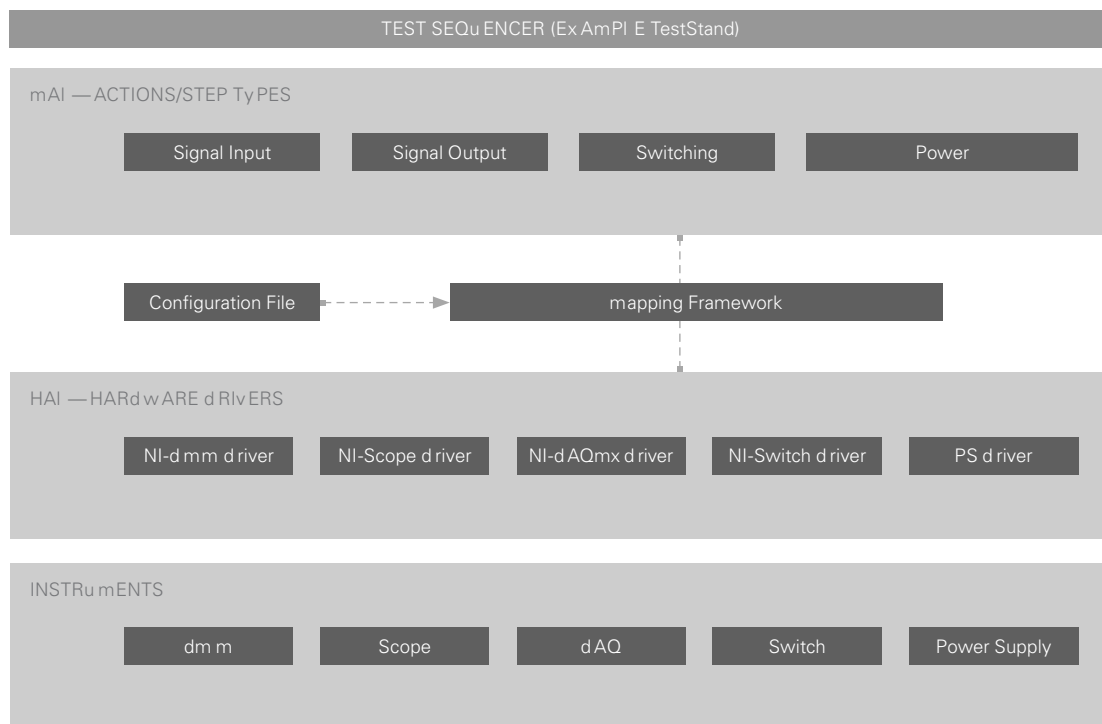 TEST SEQu ENCER (Ex AmPl E TestStand)
mAl — ACTIONS/STEP Ty PES
Signal Input
Signal Output
Switching
Power
Configuration File
mapping Framework
HAl — HARd w ARE d RIv ERS
NI-d mm d river
NI-Scope d river
NI-d AQmx d river
NI-Switch d river
PS d river
INSTRu mENTS
dm m
Scope
d AQ
Switch
Power Supply